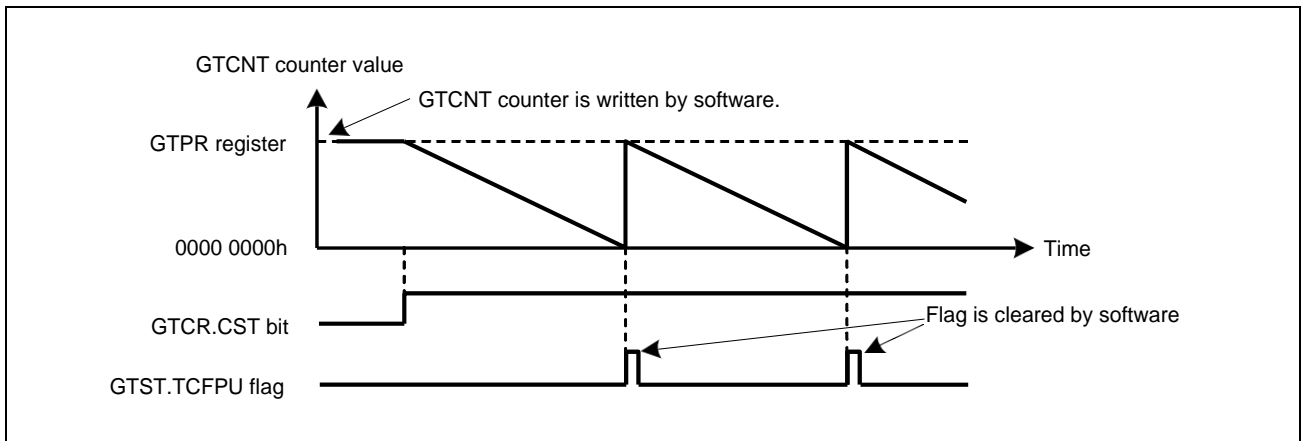 GTCNT counter value
GTCNT counter is written by software.
GTPR register
0000 0000h
Time
GTCR.CST bit
Flag is cleared by software
GTST.TCFPU flag